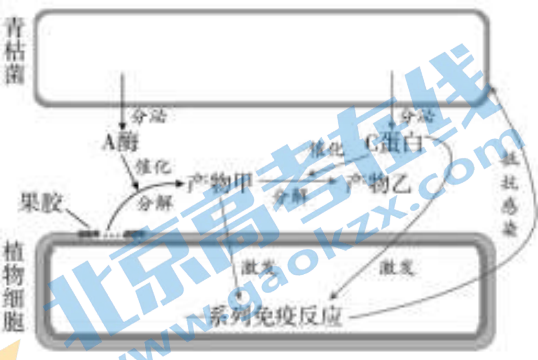 青枯菌
分泌
分泌
A酶
C蛋白
催化
催化
产物甲
产物乙
分解
分解
果胶
抵抗感染
植物细胞
激发
激发
一系列免疫反应
北京高考在线
www.gaokzx.com